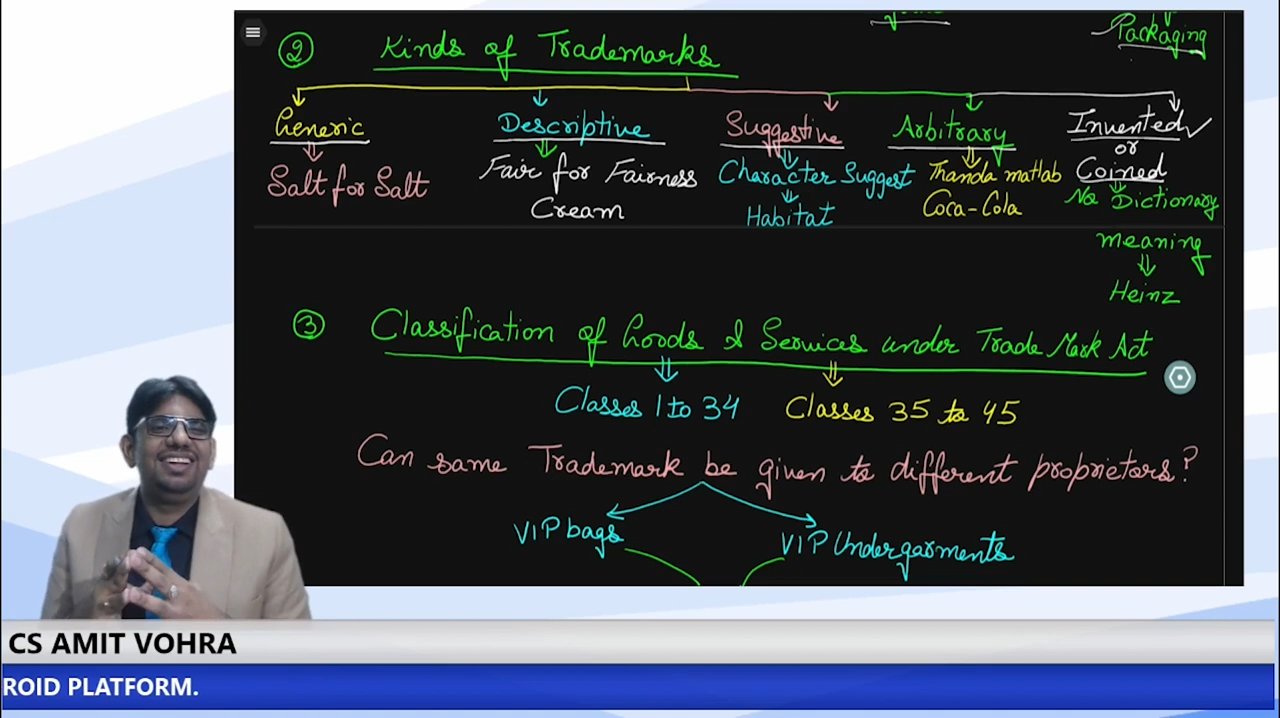 Packaging
② Kinds of Trademarks
Generic Descriptive Suggestive Arbitrary Invented
or
Coined
Salt for Salt Fair for Fairness Character Suggest Thanda matlab No Dictionary
Cream Habitat Coca-Cola
meaning
Heinz
③ Classification of Goods & Services under Trade Mark Act
Classes 1 to 34 Classes 35 to 45
Can same Trademark be given to different proprietors?
VIP bags VIP Undergarments
CS AMIT VOHRA
ROID PLATFORM.